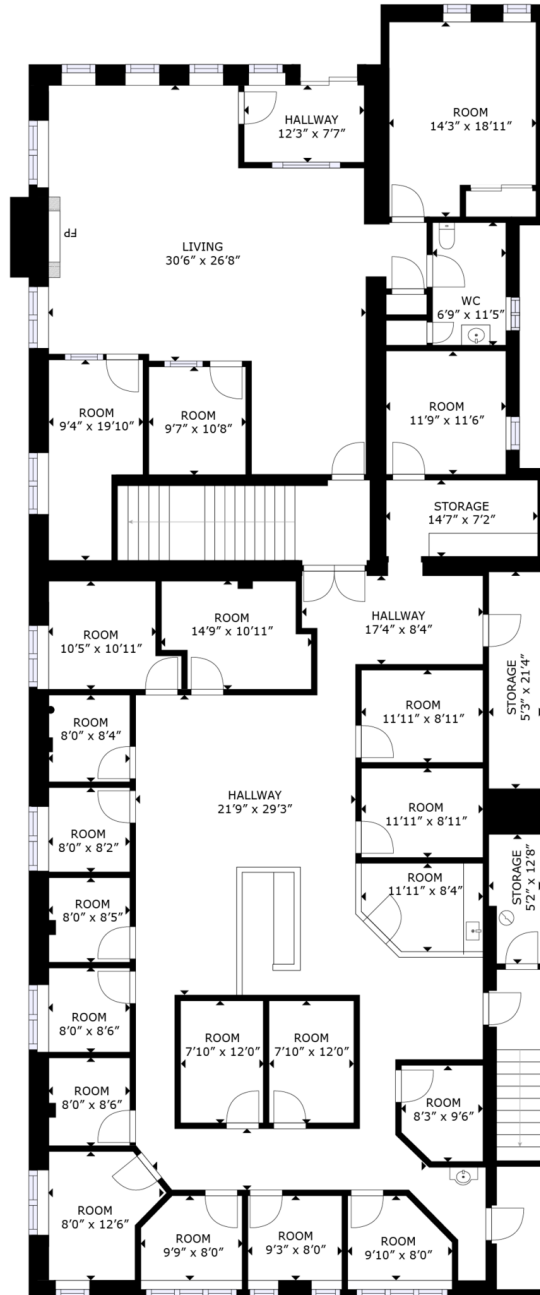 ROOM
14'3" x 18'11"
HALLWAY
12'3" x 7'7"
LIVING
30'6" x 26'8"
FP
WC
6'9" x 11'5"
ROOM
9'4" x 19'10"
ROOM
9'7" x 10'8"
ROOM
11'9" x 11'6"
STORAGE
14'7" x 7'2"
ROOM
10'5" x 10'11"
ROOM
14'9" x 10'11"
HALLWAY
17'4" x 8'4"
STORAGE
5'3" x 21'4"
ROOM
8'0" x 8'4"
ROOM
11'11" x 8'11"
HALLWAY
21'9" x 29'3"
ROOM
11'11" x 8'11"
ROOM
8'0" x 8'2"
ROOM
11'11" x 8'4"
STORAGE
5'2" x 12'8"
ROOM
8'0" x 8'5"
ROOM
8'0" x 8'6"
ROOM
7'10" x 12'0"
ROOM
7'10" x 12'0"
ROOM
8'0" x 8'6"
ROOM
8'3" x 9'6"
ROOM
8'0" x 12'6"
ROOM
9'9" x 8'0"
ROOM
9'3" x 8'0"
ROOM
9'10" x 8'0"